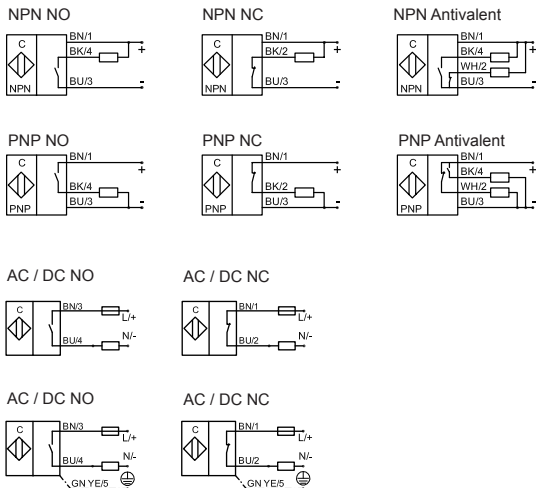 NPN NO
C
NPN
BN/1
BK/4
BU/3
+
-
NPN NC
C
NPN
BN/1
BK/2
BU/3
+
-
NPN Antivalent
C
NPN
BN/1
BK/4
WH/2
BU/3
+
-
PNP NO
C
PNP
BN/1
BK/4
BU/3
+
-
PNP NC
C
PNP
BN/1
BK/2
BU/3
+
-
PNP Antivalent
C
PNP
BN/1
BK/4
WH/2
BU/3
+
-
AC / DC NO
C
BN/3
BU/4
L/+
N/-
AC / DC NC
C
BN/1
BU/2
L/+
N/-
AC / DC NO
C
BN/3
BU/4
L/+
N/-
GN YE/5
AC / DC NC
C
BN/1
BU/2
L/+
N/-
GN YE/5